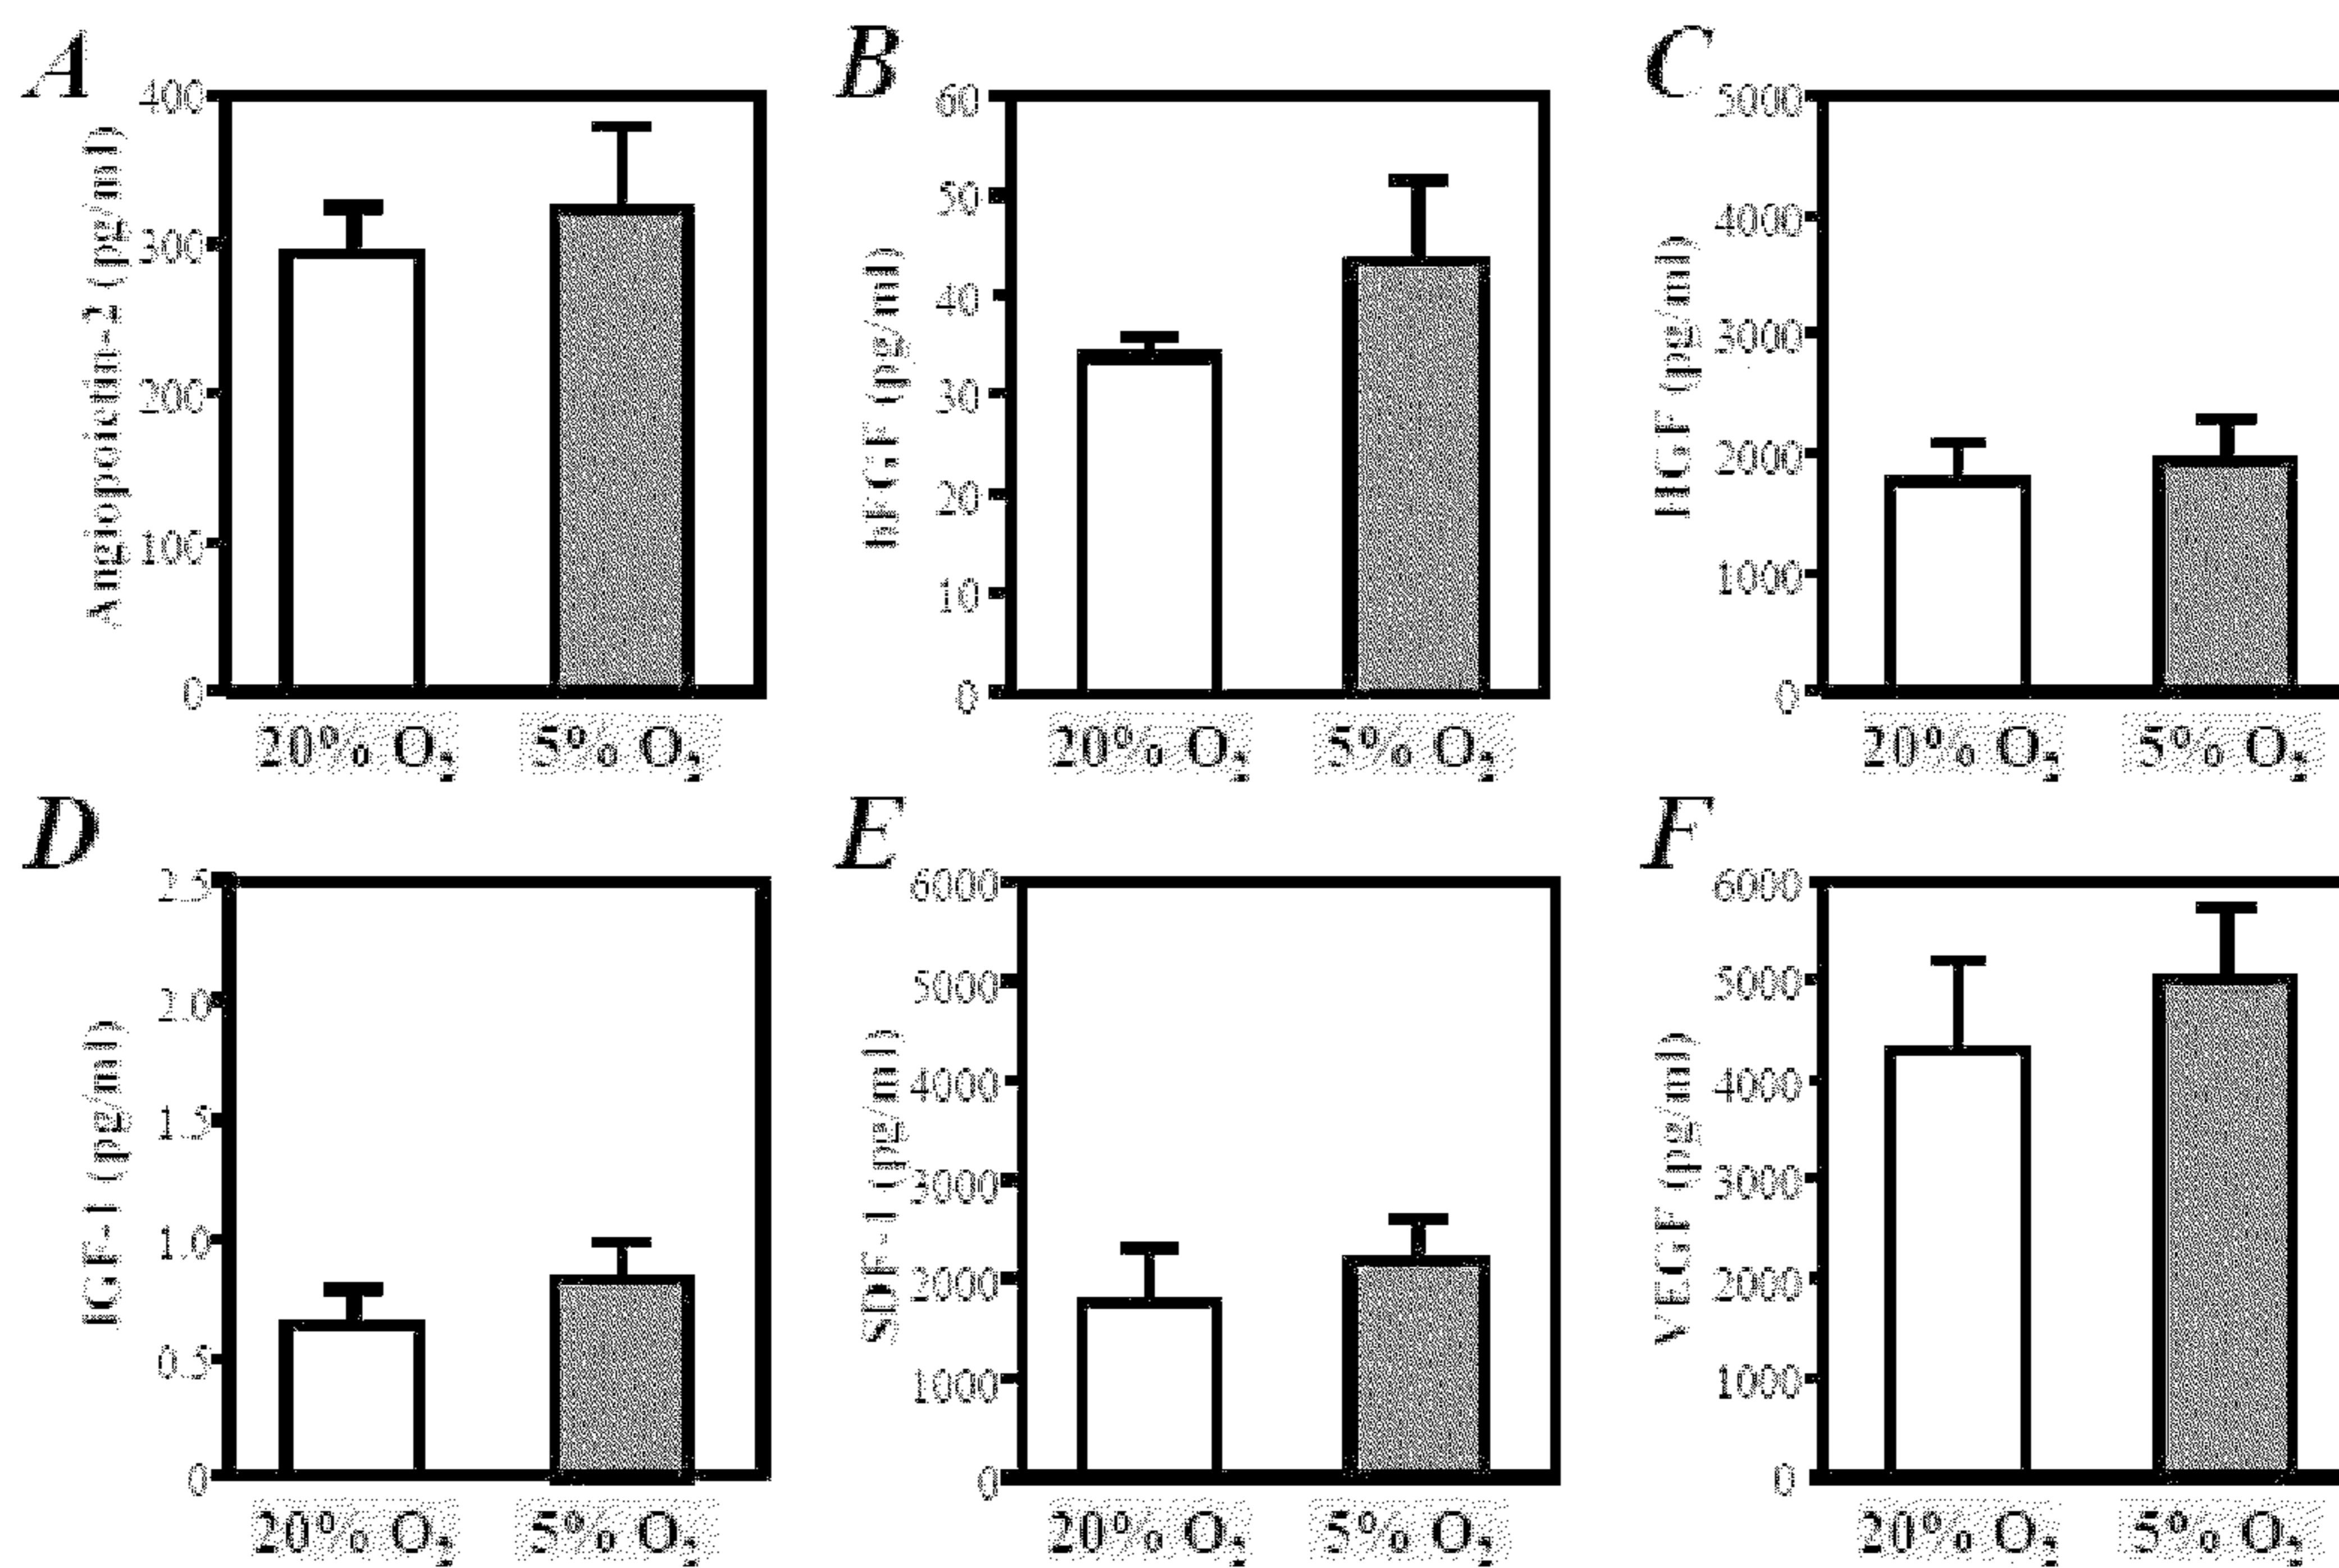 A
B
C
Angiopoietin-2 (pg/ml)
400
300
200
100
0
20% O2
5% O2
bFGF (pg/ml)
60
50
40
30
20
10
0
20% O2
5% O2
HGF (pg/ml)
5000
4000
3000
2000
1000
0
20% O2
5% O2
D
E
F
IGF-1 (pg/ml)
2.5
2.0
1.5
1.0
0.5
0
20% O2
5% O2
SDF-1 (pg/ml)
6000
5000
4000
3000
2000
1000
0
20% O2
5% O2
VEGF (pg/ml)
6000
5000
4000
3000
2000
1000
0
20% O2
5% O2